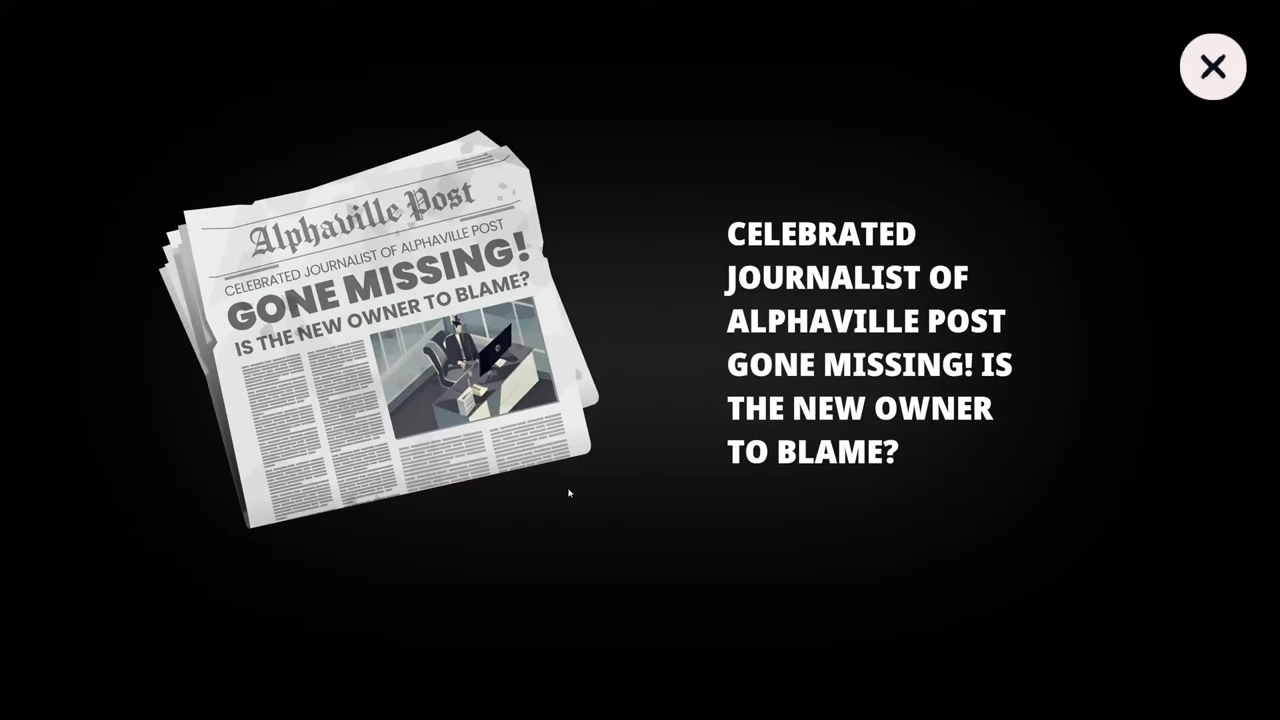 Alphaville Post
CELEBRATED JOURNALIST OF ALPHAVILLE POST
GONE MISSING!
IS THE NEW OWNER TO BLAME?
CELEBRATED
JOURNALIST OF
ALPHAVILLE POST
GONE MISSING! IS
THE NEW OWNER
TO BLAME?